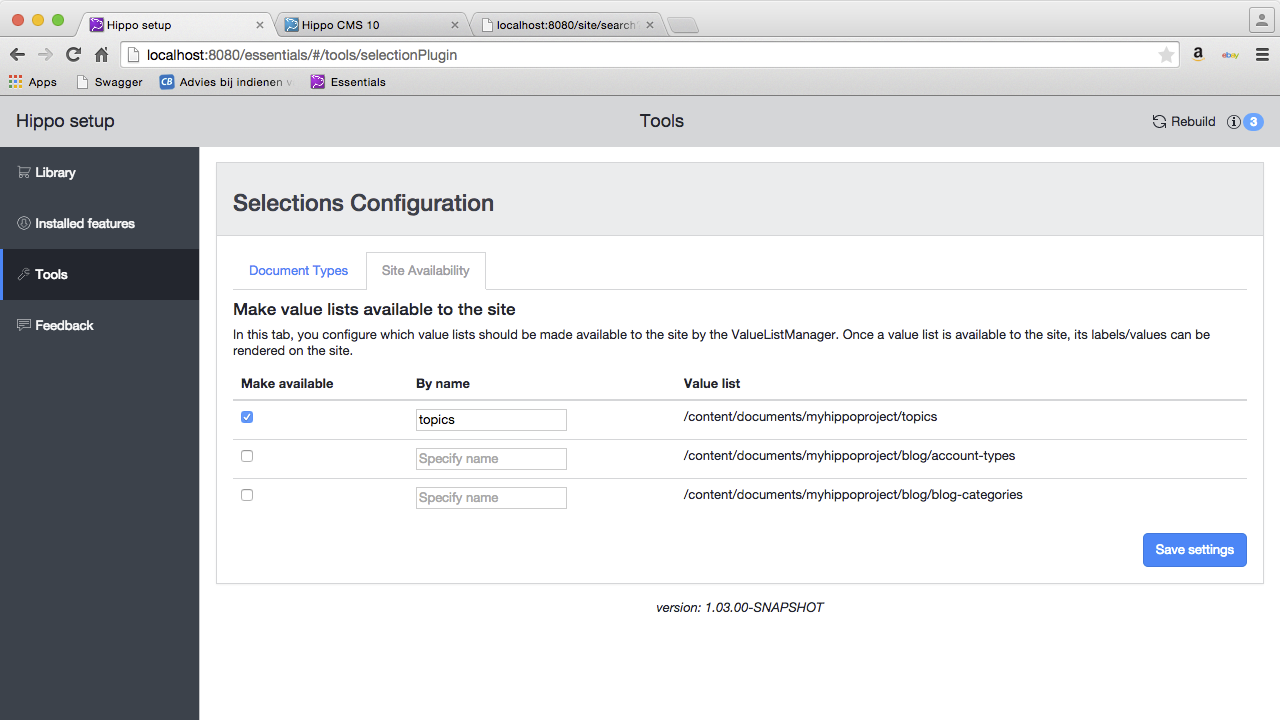 Hippo setup
Hippo CMS 10
localhost:8080/site/search
localhost:8080/essentials/#/tools/selectionPlugin
a
ebay
Apps
Swagger
CB
Advies bij indienen
Essentials
Hippo setup
Tools
Rebuild
3
Library
Installed features
Tools
Feedback
Selections Configuration
Document Types
Site Availability
Make value lists available to the site
In this tab, you configure which value lists should be made available to the site by the ValueListManager. Once a value list is available to the site, its labels/values can be
rendered on the site.
Make available By name Value list
topics /content/documents/myhippoproject/topics
Specify name /content/documents/myhippoproject/blog/account-types
Specify name /content/documents/myhippoproject/blog/blog-categories
Save settings
version: 1.03.00-SNAPSHOT